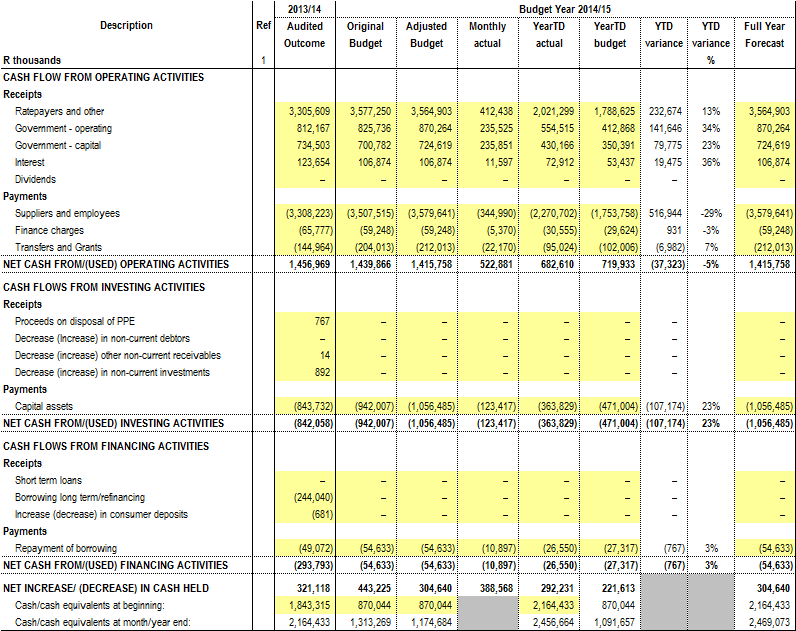 2013/14 Budget Year 2014/15
Description Ref Audited Original Adjusted Monthly YearTD YearTD YTD YTD Full Year
Outcome Budget Budget actual actual budget variance variance Forecast
R thousands 1 %
CASH FLOW FROM OPERATING ACTIVITIES
Receipts
Ratepayers and other 3,305,609 3,577,250 3,564,903 412,438 2,021,299 1,788,625 232,674 13% 3,564,903
Government - operating 812,167 825,736 870,264 235,525 554,515 412,868 141,646 34% 870,264
Government - capital 734,503 700,782 724,619 235,851 430,166 350,391 79,775 23% 724,619
Interest 123,654 106,874 106,874 11,597 72,912 53,437 19,475 36% 106,874
Dividends – – – – – – – –
Payments
Suppliers and employees (3,308,223) (3,507,515) (3,579,641) (344,990) (2,270,702) (1,753,758) 516,944 -29% (3,579,641)
Finance charges (65,777) (59,248) (59,248) (5,370) (30,555) (29,624) 931 -3% (59,248)
Transfers and Grants (144,964) (204,013) (212,013) (22,170) (95,024) (102,006) (6,982) 7% (212,013)
NET CASH FROM/(USED) OPERATING ACTIVITIES 1,456,969 1,439,866 1,415,758 522,881 682,610 719,933 (37,323) -5% 1,415,758
CASH FLOWS FROM INVESTING ACTIVITIES
Receipts
Proceeds on disposal of PPE 767 – – – – – – –
Decrease (Increase) in non-current debtors – – – – – – – –
Decrease (increase) other non-current receivables 14 – – – – – – –
Decrease (increase) in non-current investments 892 – – – – – – –
Payments
Capital assets (843,732) (942,007) (1,056,485) (123,417) (363,829) (471,004) (107,174) 23% (1,056,485)
NET CASH FROM/(USED) INVESTING ACTIVITIES (842,058) (942,007) (1,056,485) (123,417) (363,829) (471,004) (107,174) 23% (1,056,485)
CASH FLOWS FROM FINANCING ACTIVITIES
Receipts
Short term loans – – – – – – – –
Borrowing long term/refinancing (244,040) – – – – – – –
Increase (decrease) in consumer deposits (681) – – – – – – –
Payments
Repayment of borrowing (49,072) (54,633) (54,633) (10,897) (26,550) (27,317) (767) 3% (54,633)
NET CASH FROM/(USED) FINANCING ACTIVITIES (293,793) (54,633) (54,633) (10,897) (26,550) (27,317) (767) 3% (54,633)
NET INCREASE/ (DECREASE) IN CASH HELD 321,118 443,225 304,640 388,568 292,231 221,613 304,640
Cash/cash equivalents at beginning: 1,843,315 870,044 870,044 2,164,433 870,044 2,164,433
Cash/cash equivalents at month/year end: 2,164,433 1,313,269 1,174,684 2,456,664 1,091,657 2,469,073